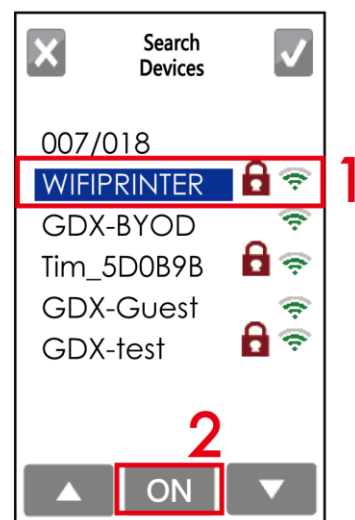 Search
Devices
007/018
WIFIPRINTER
1
GDX-BYOD
Tim_5D0B9B
GDX-Guest
GDX-test
2
ON